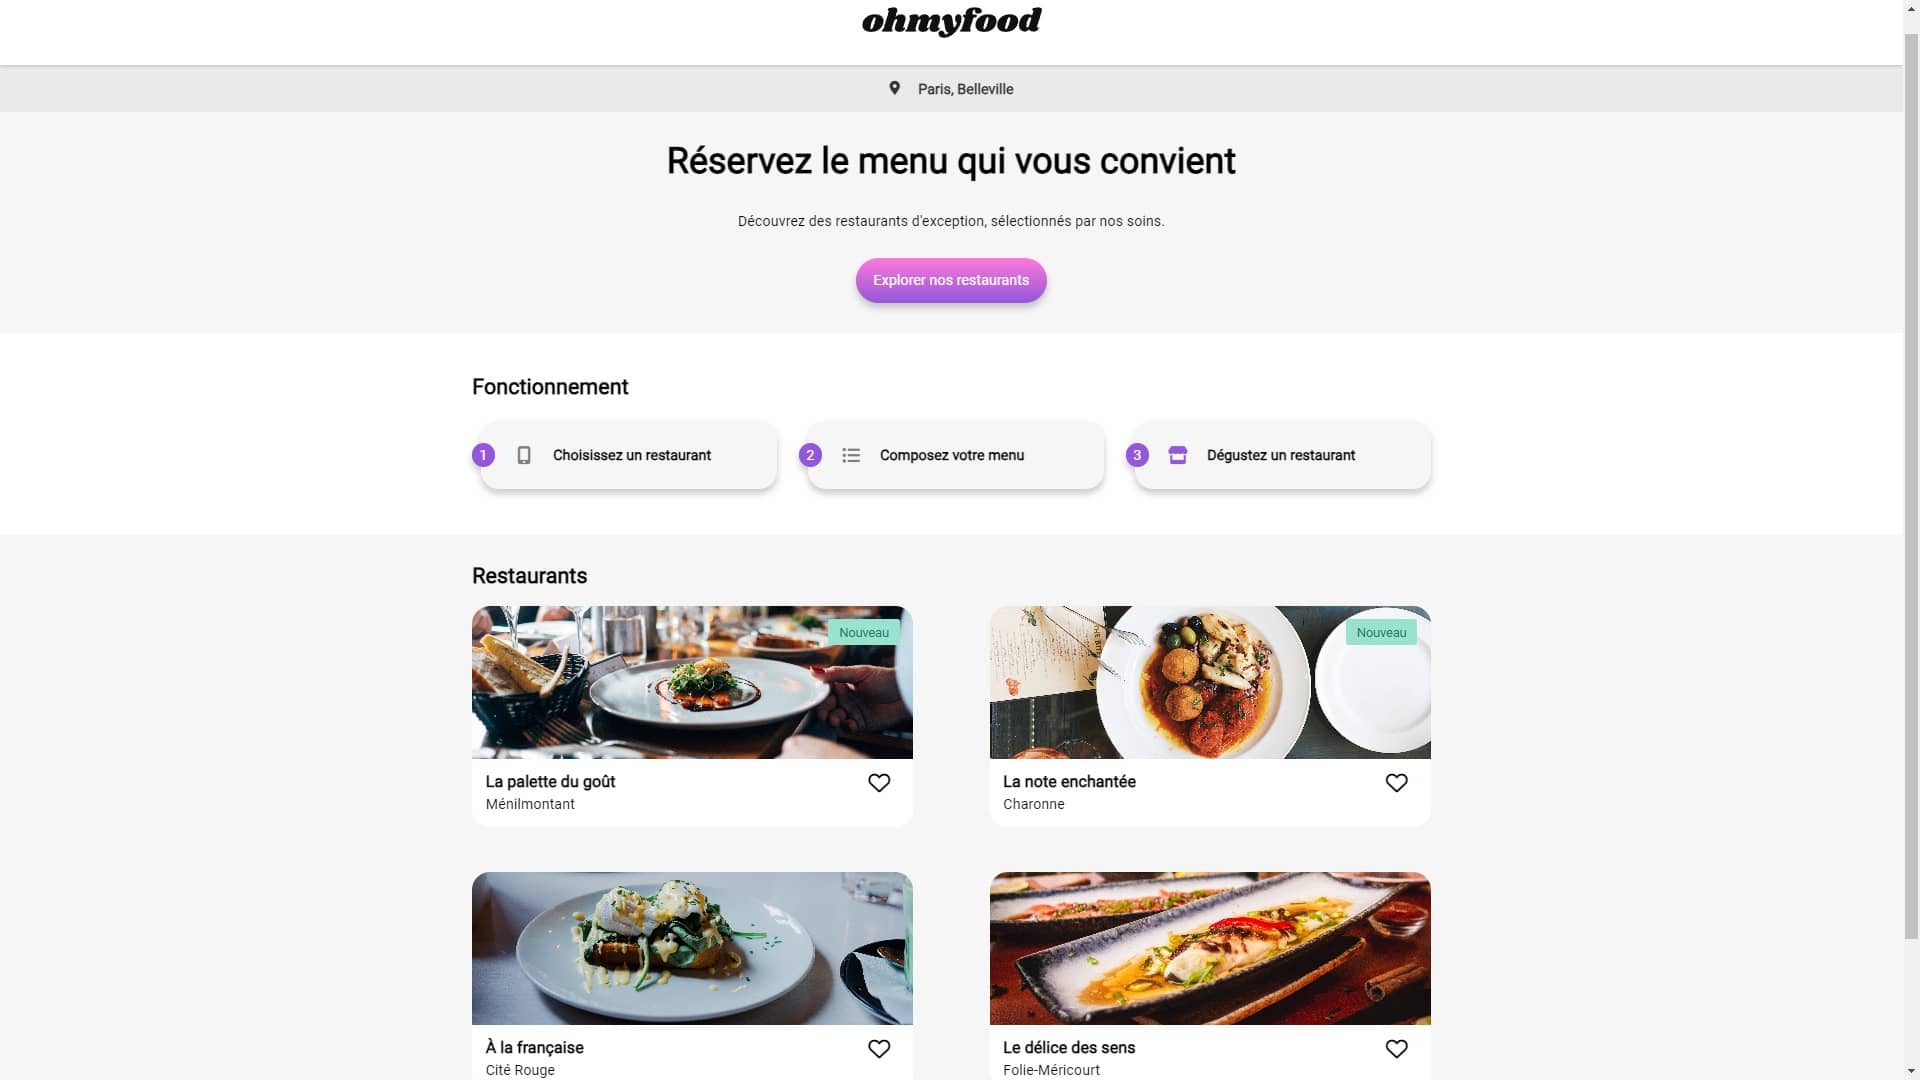 ohmyfood
Paris, Belleville
Réservez le menu qui vous convient
Découvrez des restaurants d'exception, sélectionnés par nos soins.
Explorer nos restaurants
Fonctionnement
1 Choisissez un restaurant
2 Composez votre menu
3 Dégustez un restaurant
Restaurants
Nouveau
Nouveau
La palette du goût
Ménilmontant
La note enchantée
Charonne
À la française
Cité Rouge
Le délice des sens
Folie-Méricourt